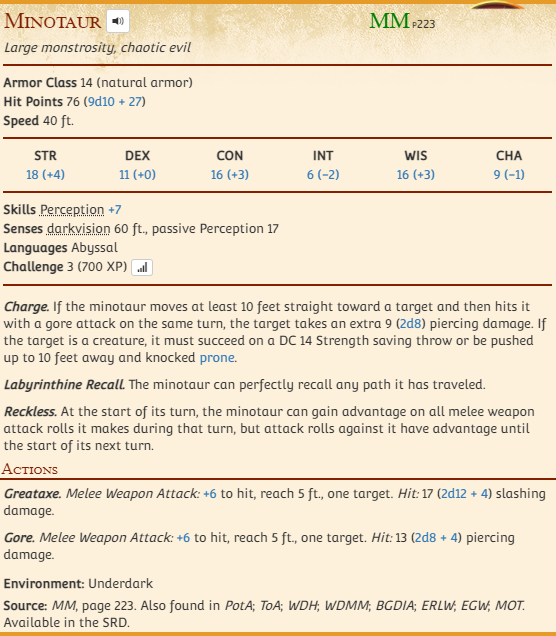 Minotaur
MM P223
Large monstrosity, chaotic evil
Armor Class 14 (natural armor)
Hit Points 76 (9d10 + 27)
Speed 40 ft.
STR DEX CON INT WIS CHA
18 (+4) 11 (+0) 16 (+3) 6 (−2) 16 (+3) 9 (−1)
Skills Perception +7
Senses darkvision 60 ft., passive Perception 17
Languages Abyssal
Challenge 3 (700 XP)
Charge. If the minotaur moves at least 10 feet straight toward a target and then hits it
with a gore attack on the same turn, the target takes an extra 9 (2d8) piercing damage. If
the target is a creature, it must succeed on a DC 14 Strength saving throw or be pushed
up to 10 feet away and knocked prone.
Labyrinthine Recall. The minotaur can perfectly recall any path it has traveled.
Reckless. At the start of its turn, the minotaur can gain advantage on all melee weapon
attack rolls it makes during that turn, but attack rolls against it have advantage until
the start of its next turn.
Actions
Greataxe. Melee Weapon Attack: +6 to hit, reach 5 ft., one target. Hit: 17 (2d12 + 4) slashing
damage.
Gore. Melee Weapon Attack: +6 to hit, reach 5 ft., one target. Hit: 13 (2d8 + 4) piercing
damage.
Environment: Underdark
Source: MM, page 223. Also found in PotA; ToA; WDH; WDMM; BGDIA; ERLW; EGW; MOT.
Available in the SRD.